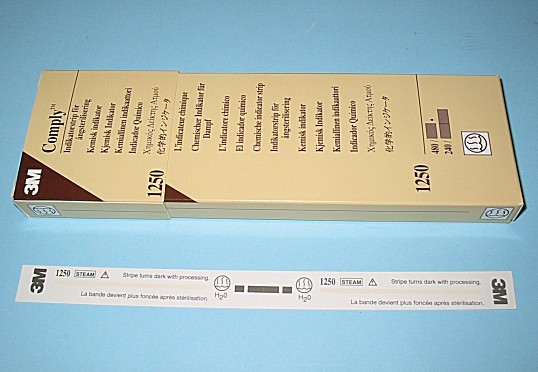 3M
Comply™
Indikatorstrip för
ångsterilisering
Kemisk indikator
Kjemisk Indikator
Kemiallinen indikaattori
Indicador Químico
Χημικός Δείκτης Ατμού
化学的インジケータ
1250
L'indicateur chimique
Chemischer Indikator für
Dampf
L'indicatore chimico
El indicador químico
Chemische indicator strip
Indikatorstrip för
ångsterilisering
Kemisk indikator
Kjemisk Indikator
Kemiallinen indikaattori
Indicador Químico
Χημικός Δείκτης Ατμού
化学的インジケータ
1250
480 /
240 /
3M
1250 STEAM Stripe turns dark with processing.
La bande devient plus foncée après stérilisation.
H2O
H2O
1250 STEAM Stripe turns dark with processing.
La bande devient plus foncée après stérilisation.
3M